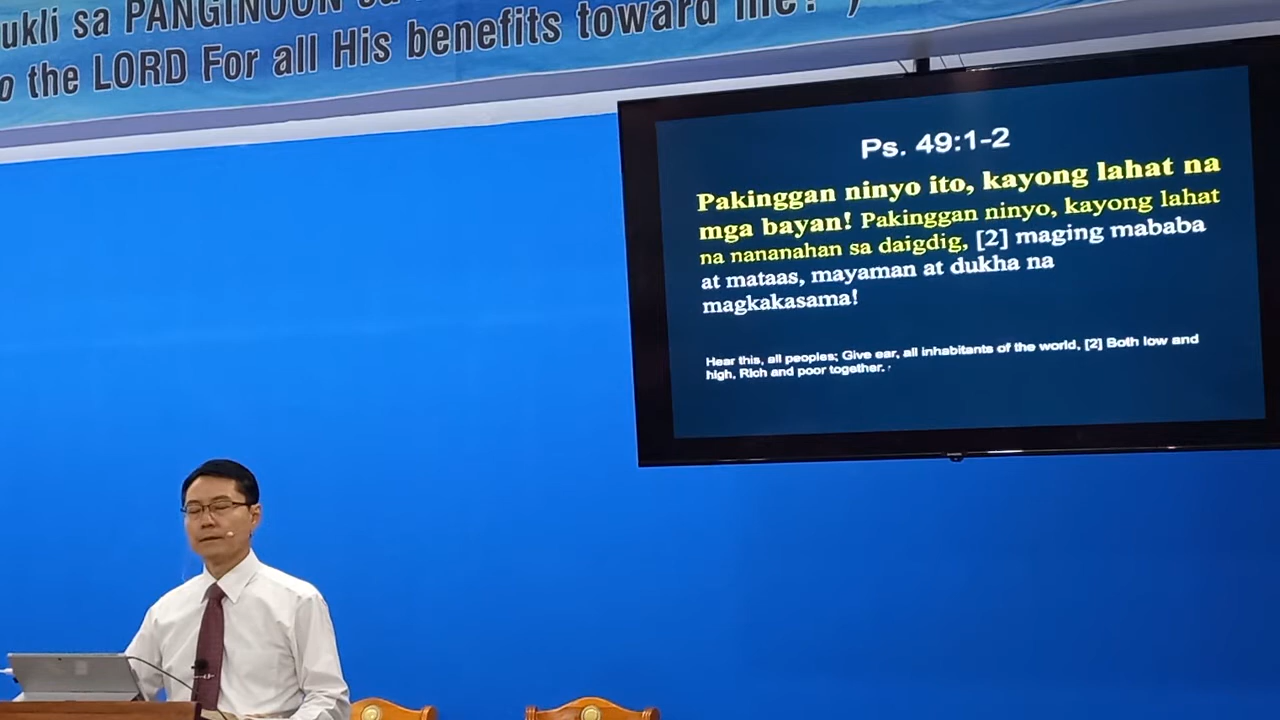 ukli sa PANGINOON
o the LORD For all His benefits toward me?")
Ps. 49:1-2
Pakinggan ninyo ito, kayong lahat na
mga bayan! Pakinggan ninyo, kayong lahat
na nananahan sa daigdig, [2] maging mababa
at mataas, mayaman at dukha na
magkakasama!
Hear this, all peoples; Give ear, all inhabitants of the world, [2] Both low and
high, Rich and poor together.